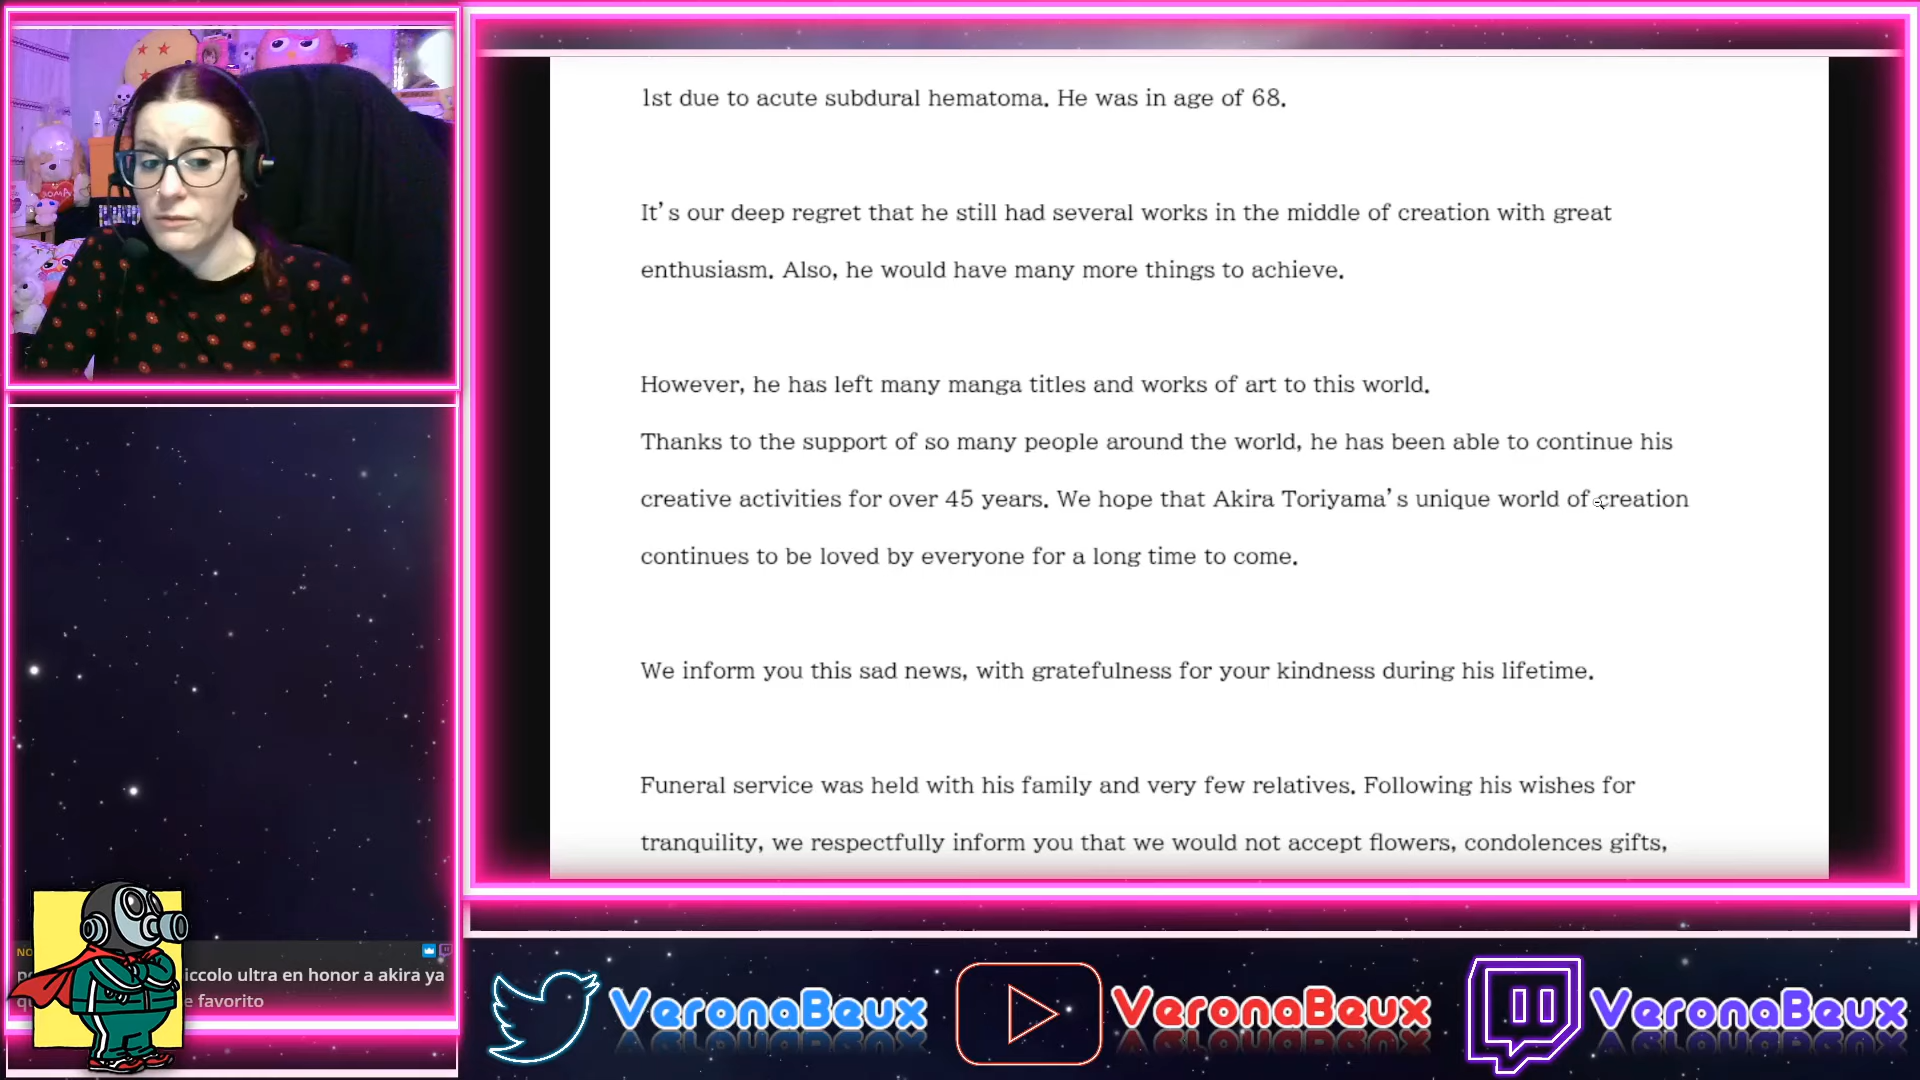 1st due to acute subdural hematoma. He was in age of 68.
It's our deep regret that he still had several works in the middle of creation with great
enthusiasm. Also, he would have many more things to achieve.
However, he has left many manga titles and works of art to this world.
Thanks to the support of so many people around the world, he has been able to continue his
creative activities for over 45 years. We hope that Akira Toriyama's unique world of creation
continues to be loved by everyone for a long time to come.
We inform you this sad news, with gratefulness for your kindness during his lifetime.
Funeral service was held with his family and very few relatives. Following his wishes for
tranquility, we respectfully inform you that we would not accept flowers, condolences gifts,
ultra en honor a akira ya
favorito
VeronaBeux
VeronaBeux
VeronaBeux